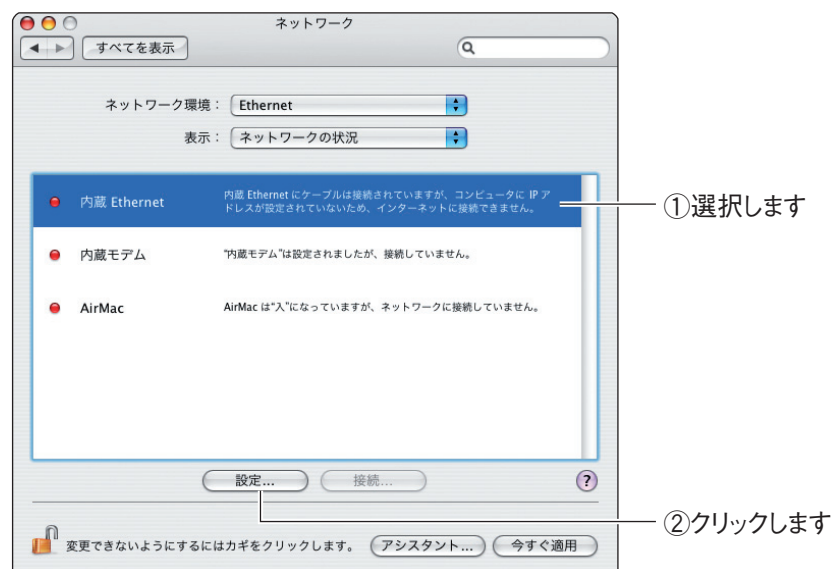 ネットワーク
すべてを表示
ネットワーク環境： Ethernet
表示： ネットワークの状況
内蔵 Ethernet
内蔵 Ethernet にケーブルは接続されていますが、コンピュータに IP ア
ドレスが設定されていないため、インターネットに接続できません。
①選択します
内蔵モデム
“内蔵モデム”は設定されましたが、接続していません。
AirMac
AirMac は“入”になっていますが、ネットワークに接続していません。
設定...
接続...
?
②クリックします
変更できないようにするにはカギをクリックします。
アシスタント...
今すぐ適用